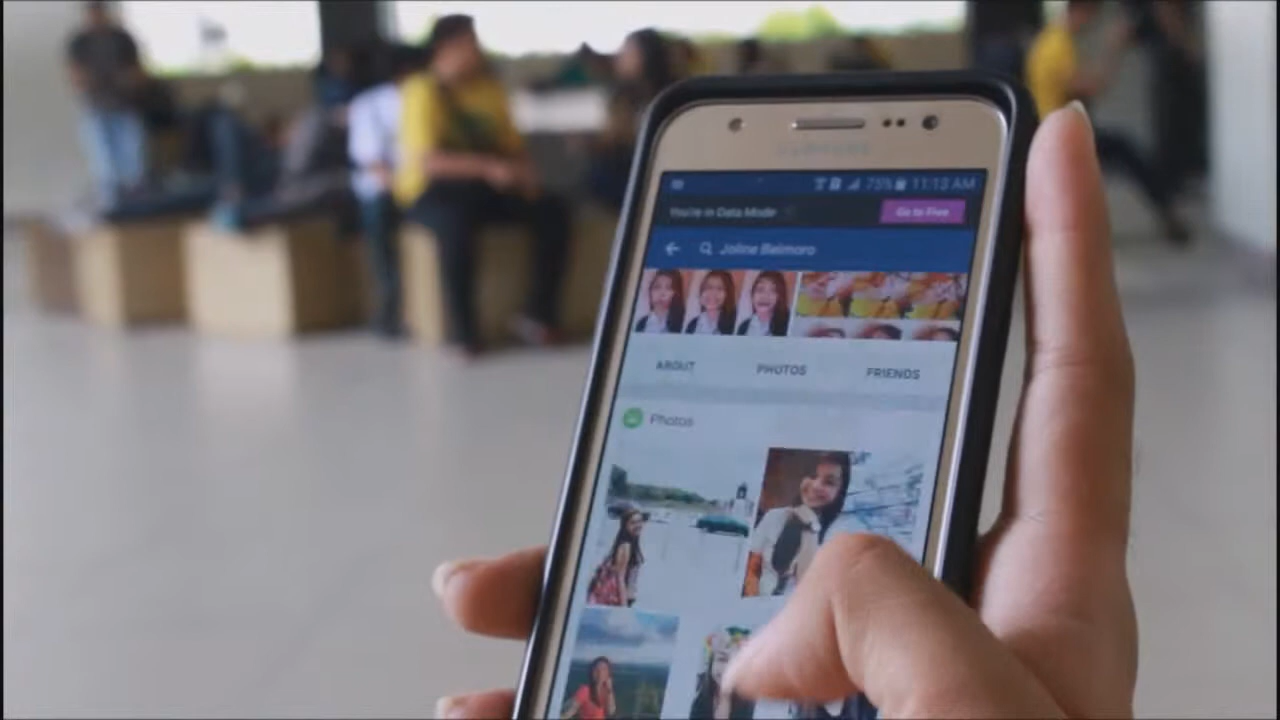 SAMSUNG
75% 11:13 AM
You're in Data Mode
Go to Free
Joline Belmoro
ABOUT PHOTOS FRIENDS
Photos